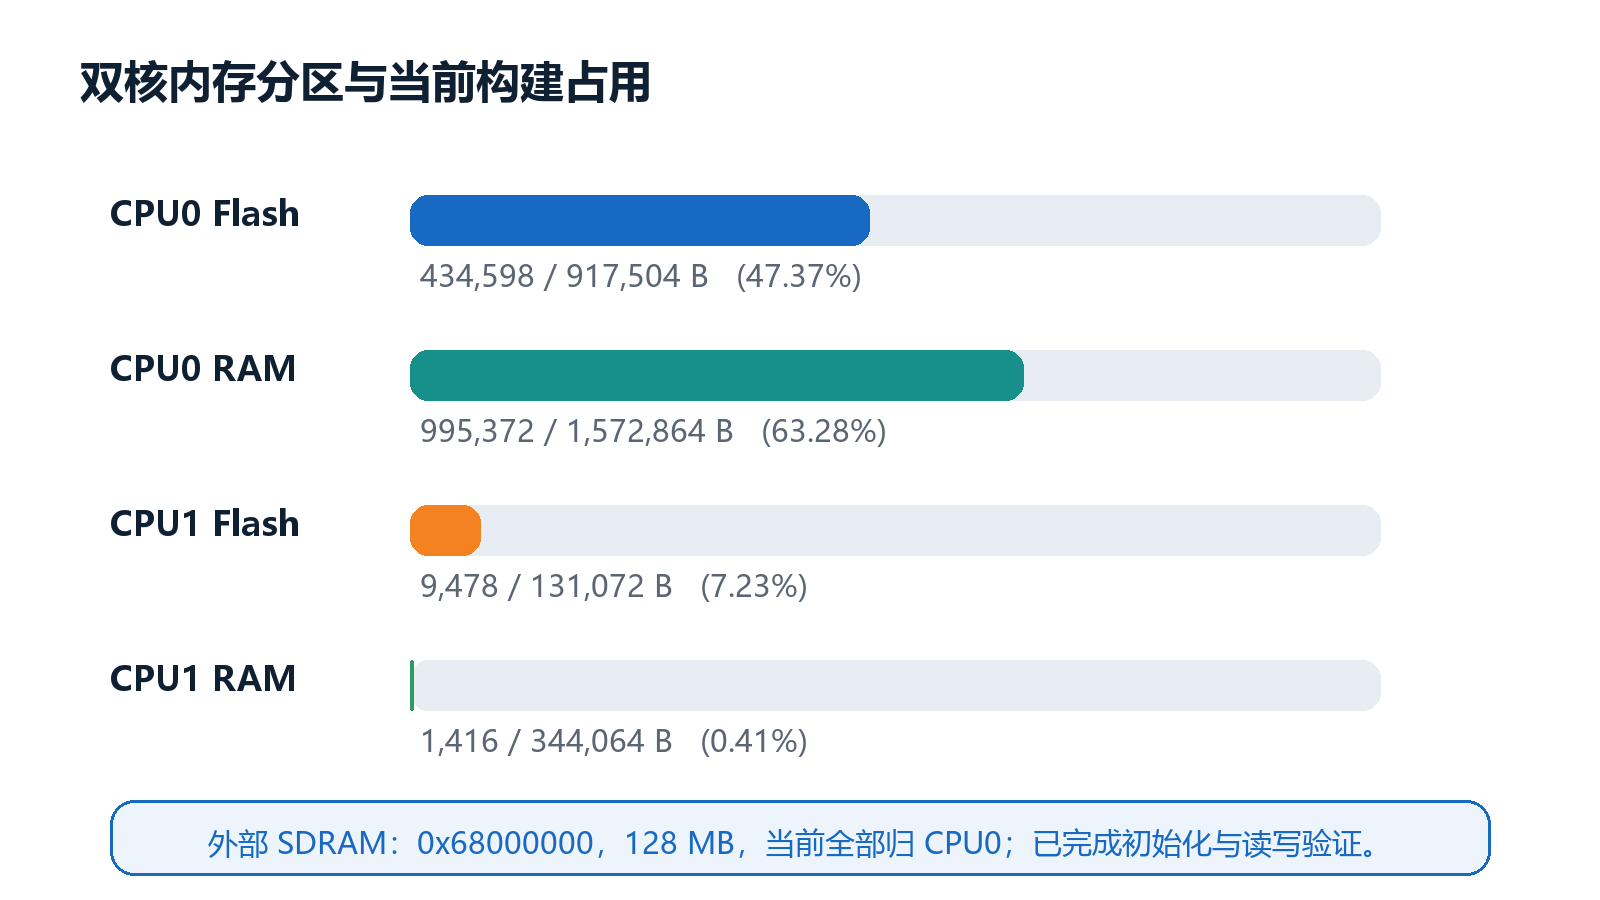 双核内存分区与当前构建占用
CPU0 Flash
434,598 / 917,504 B (47.37%)
CPU0 RAM
995,372 / 1,572,864 B (63.28%)
CPU1 Flash
9,478 / 131,072 B (7.23%)
CPU1 RAM
1,416 / 344,064 B (0.41%)
外部 SDRAM：0x68000000，128 MB，当前全部归 CPU0；已完成初始化与读写验证。